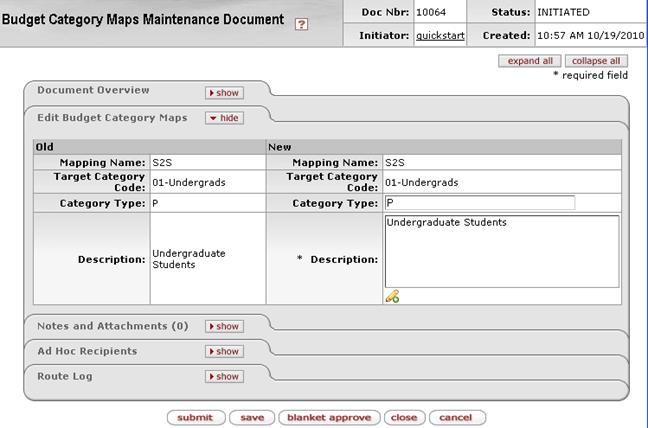 Budget Category Maps Maintenance Document ?
Doc Nbr: 10064 Status: INITIATED
Initiator: quickstart Created: 10:57 AM 10/19/2010
expand all collapse all
* required field
Document Overview show
Edit Budget Category Maps hide
Old New
Mapping Name: S2S Mapping Name: S2S
Target Category Code: 01-Undergrads Target Category Code: 01-Undergrads
Category Type: P Category Type: P
Description: Undergraduate Students * Description: Undergraduate Students
Notes and Attachments (0) show
Ad Hoc Recipients show
Route Log show
submit save blanket approve close cancel